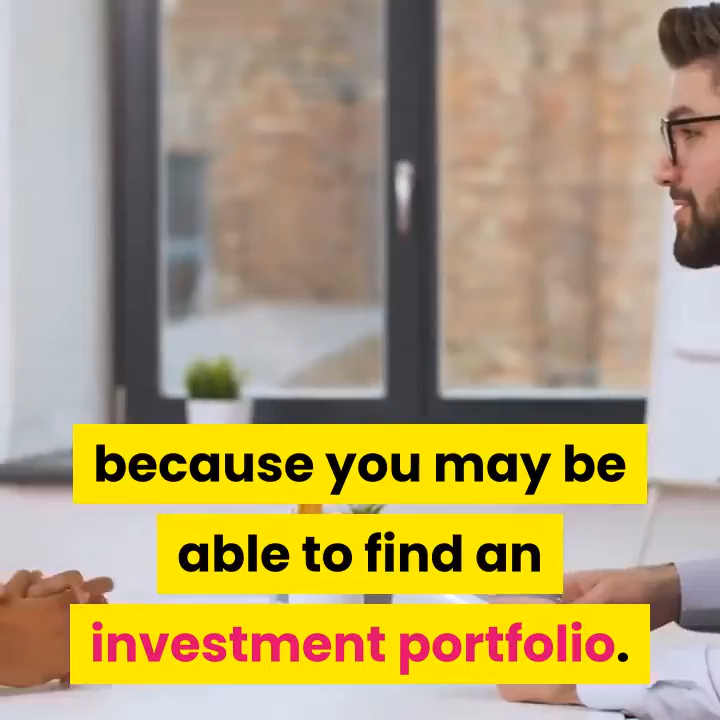 because you may be
able to find an
investment portfolio.